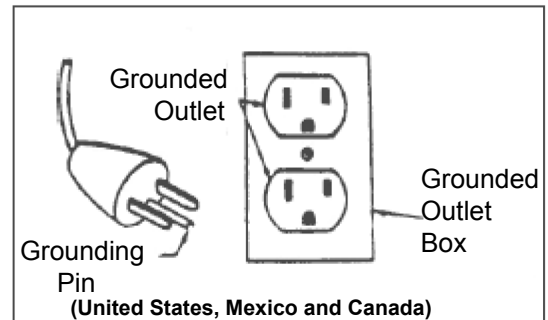 Grounded
Outlet
Grounded
Outlet
Box
Grounding
Pin
(United States, Mexico and Canada)